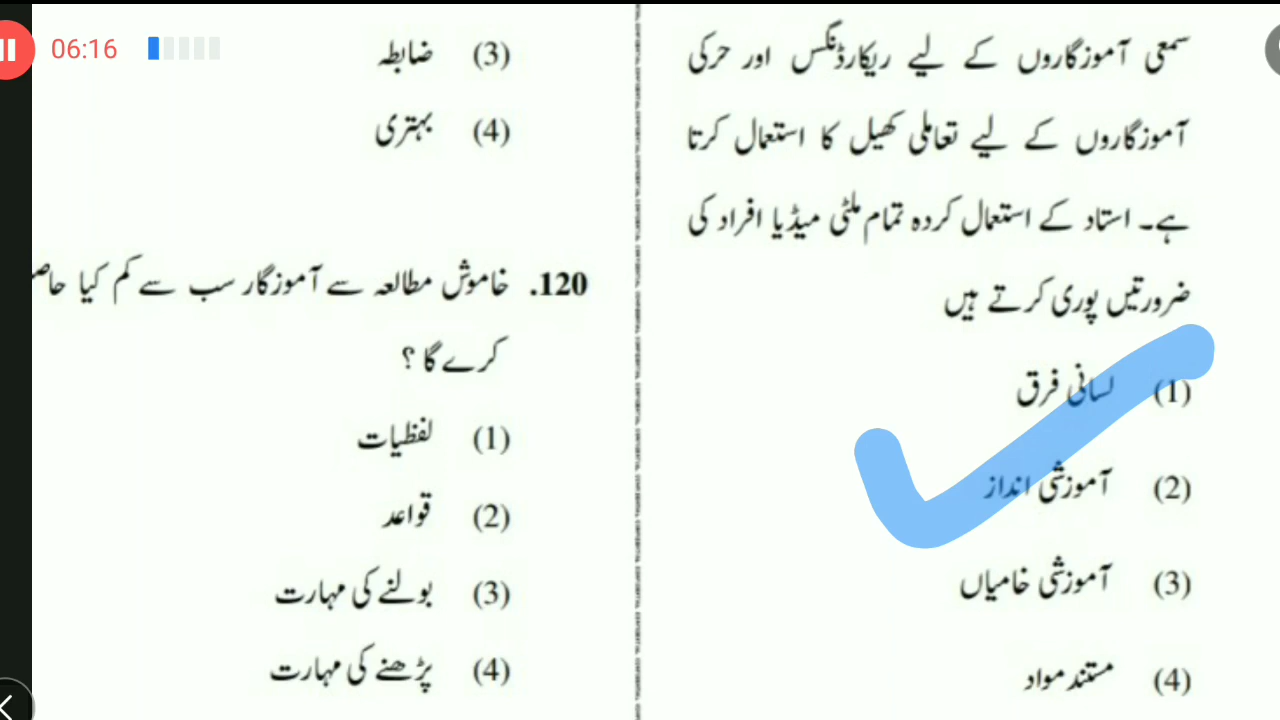 06:16
سمعی آموزگاروں کے لیے ریکارڈنگس اور حرکی
آموزگاروں کے لیے تعاملی کھیل کا استعمال کرتا
ہے۔ استاد کے استعمال کردہ تمام ملٹی میڈیا افراد کی
ضرورتیں پوری کرتے ہیں
(1) لسانی فرق
(2) آموزشی انداز
(3) آموزشی خامیاں
(4) مستند مواد
(3) ضابطہ
(4) بہتری
120. خاموش مطالعہ سے آموزگار سب سے کم کیا
کرے گا ؟
(1) لفظیات
(2) قواعد
(3) بولنے کی مہارت
(4) پڑھنے کی مہارت